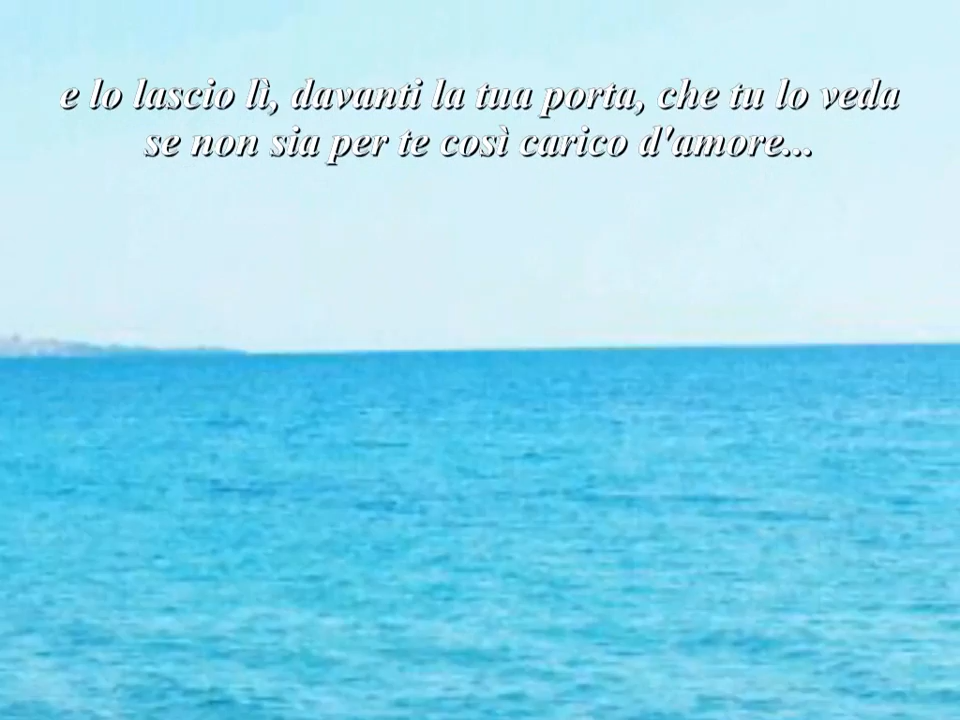 e lo lascio lì, davanti la tua porta, che tu lo veda
se non sia per te così carico d'amore...